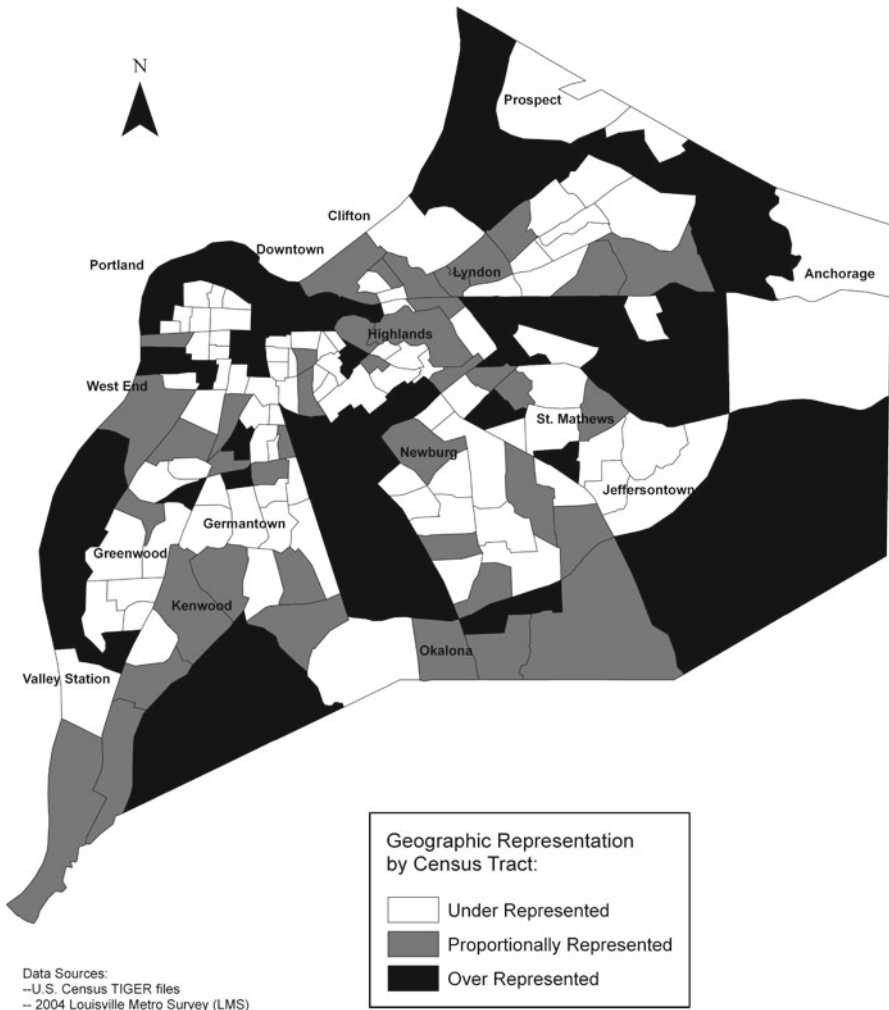 N
Prospect
Clifton
Downtown
Portland
Lyndon
Anchorage
Highlands
West End
St. Mathews
Newburg
Jeffersontown
Germantown
Greenwood
Kenwood
Okalona
Valley Station
Geographic Representation
by Census Tract:
Under Represented
Proportionally Represented
Over Represented
Data Sources:
--U.S. Census TIGER files
-- 2004 Louisville Metro Survey (LMS)